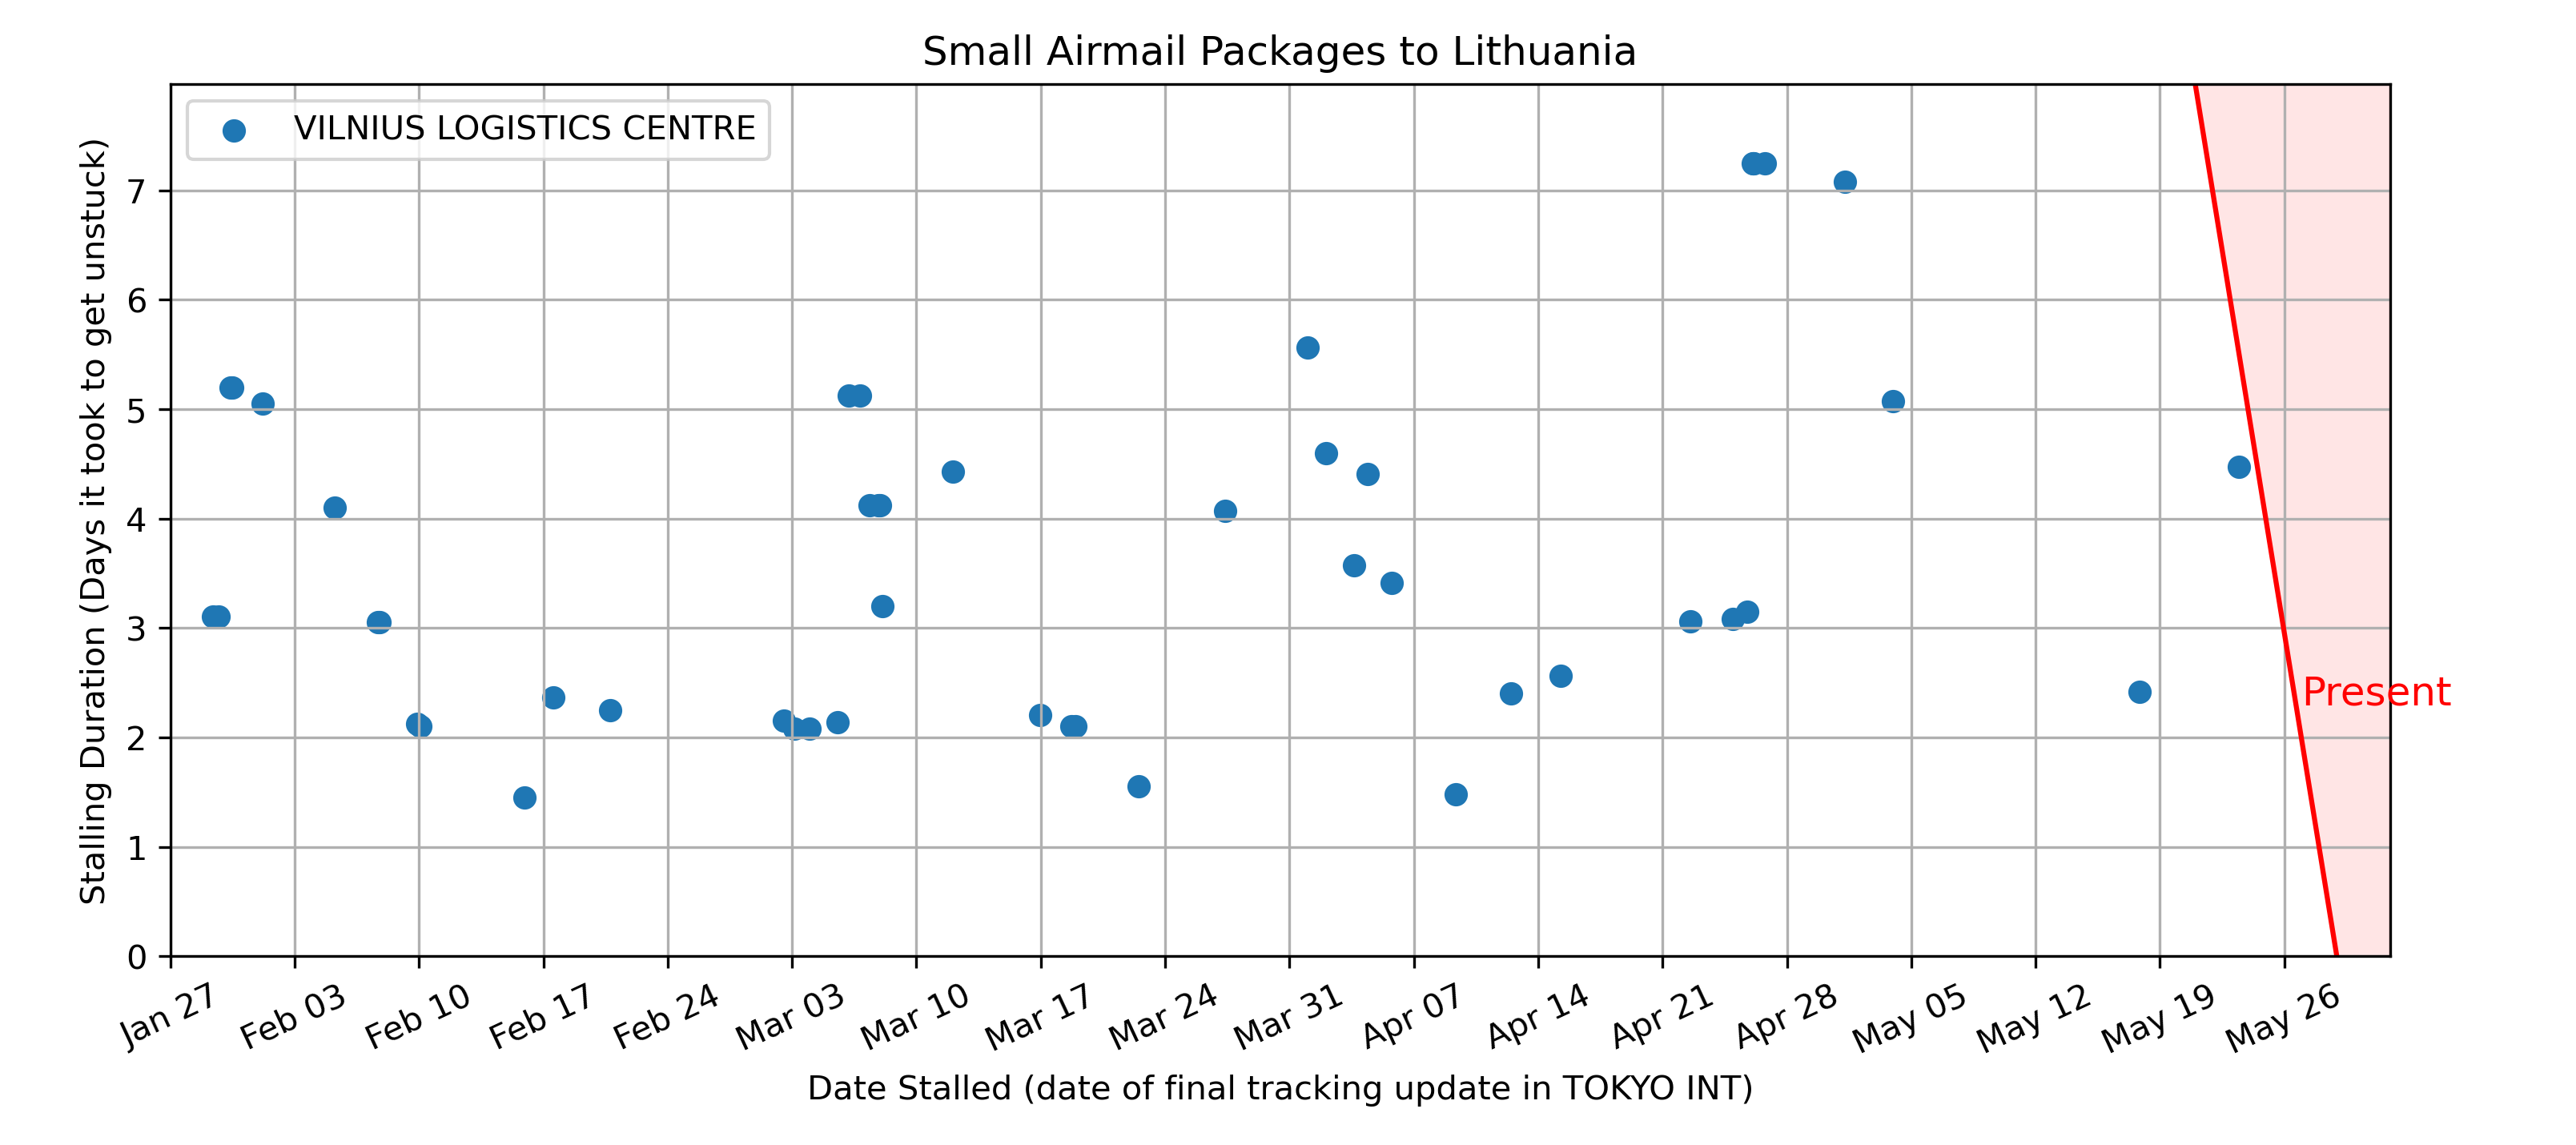 Small Airmail Packages to Lithuania
VILNIUS LOGISTICS CENTRE
Stalling Duration (Days it took to get unstuck)
7
6
5
4
3
2
1
0
Present
Jan 27
Feb 03
Feb 10
Feb 17
Feb 24
Mar 03
Mar 10
Mar 17
Mar 24
Mar 31
Apr 07
Apr 14
Apr 21
Apr 28
May 05
May 12
May 19
May 26
Date Stalled (date of final tracking update in TOKYO INT)